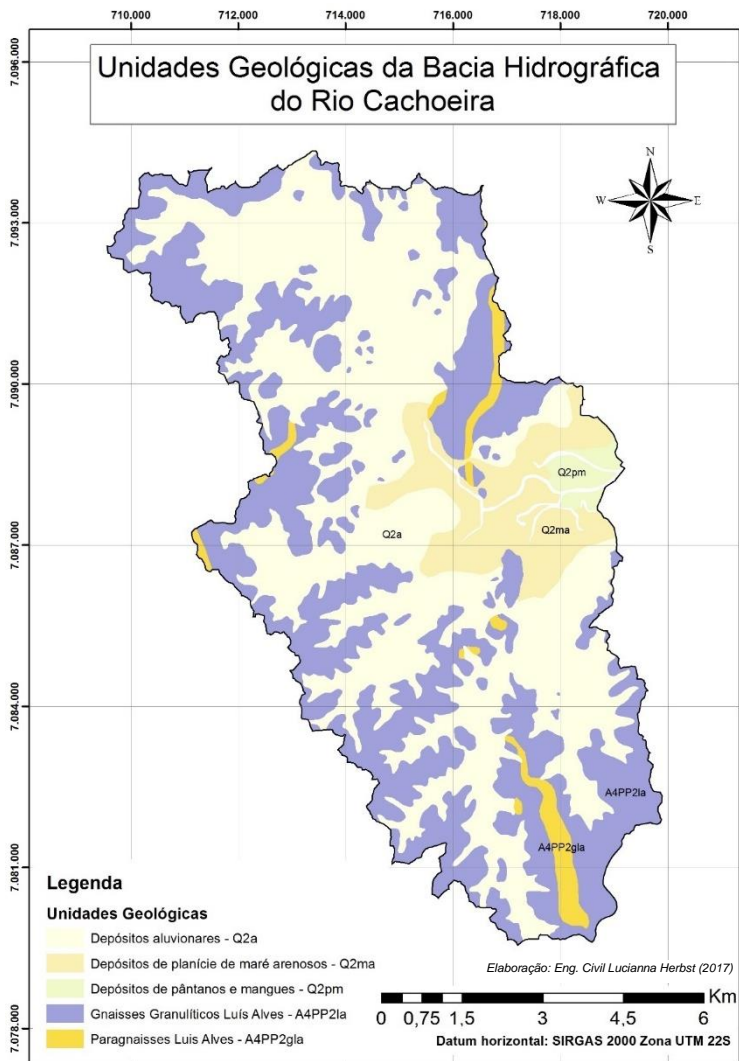 710.000 712.000 714.000 716.000 718.000 720.000
Unidades Geológicas da Bacia Hidrográfica
do Rio Cachoeira
7.096.000
7.093.000
7.090.000
7.087.000
7.084.000
7.081.000
7.078.000
N
W E
S
Q2pm
Q2ma
Q2a
A4PP2la
A4PP2gla
Legenda
Unidades Geológicas
Depósitos aluvionares - Q2a
Depósitos de planície de maré arenosos - Q2ma
Depósitos de pântanos e mangues - Q2pm
Gnaisses Granulíticos Luís Alves - A4PP2la
Paragnaisses Luis Alves - A4PP2gla
Elaboração: Eng. Civil Lucianna Herbst (2017)
Km
0 0,75 1,5 3 4,5 6
Datum horizontal: SIRGAS 2000 Zona UTM 22S